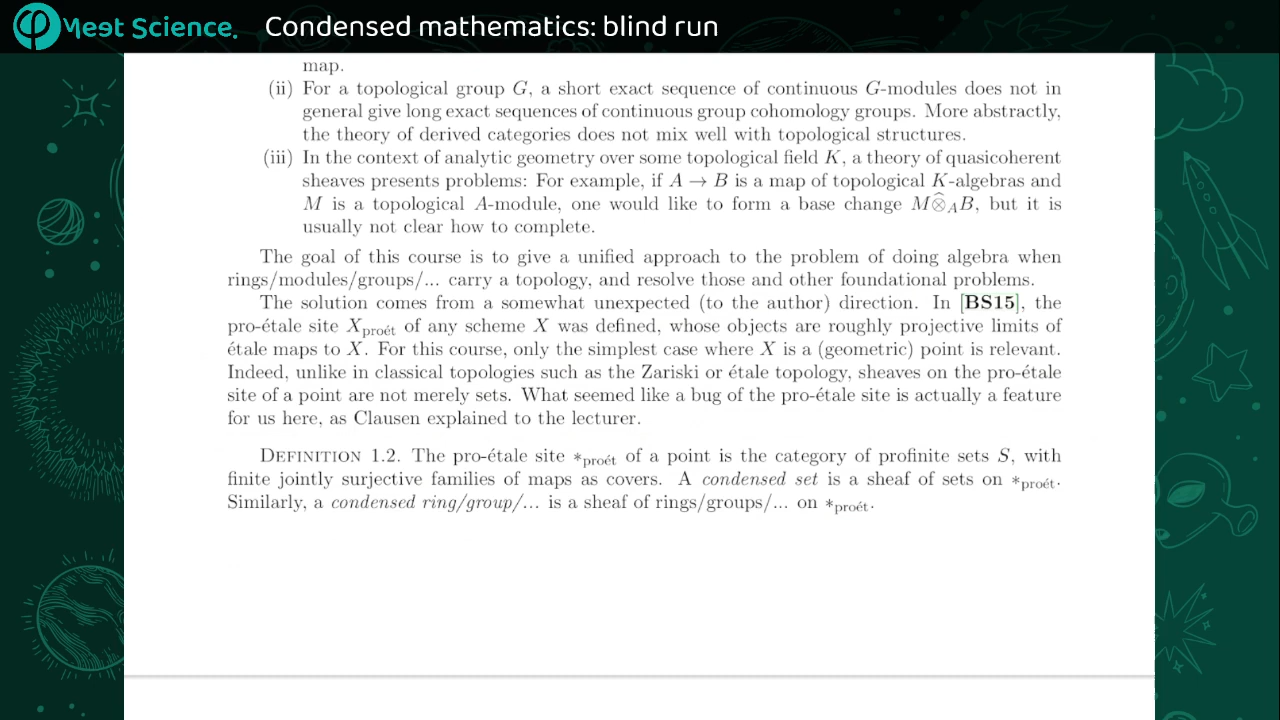 Meet Science.
Condensed mathematics: blind run
map.
(ii) For a topological group G, a short exact sequence of continuous G-modules does not in
general give long exact sequences of continuous group cohomology groups. More abstractly,
the theory of derived categories does not mix well with topological structures.
(iii) In the context of analytic geometry over some topological field K, a theory of quasicoherent
sheaves presents problems: For example, if A → B is a map of topological K-algebras and
M is a topological A-module, one would like to form a base change M⊗̂_A B, but it is
usually not clear how to complete.
The goal of this course is to give a unified approach to the problem of doing algebra when
rings/modules/groups/... carry a topology, and resolve those and other foundational problems.
The solution comes from a somewhat unexpected (to the author) direction. In [BS15], the
pro-étale site X_proét of any scheme X was defined, whose objects are roughly projective limits of
étale maps to X. For this course, only the simplest case where X is a (geometric) point is relevant.
Indeed, unlike in classical topologies such as the Zariski or étale topology, sheaves on the pro-étale
site of a point are not merely sets. What seemed like a bug of the pro-étale site is actually a feature
for us here, as Clausen explained to the lecturer.
DEFINITION 1.2. The pro-étale site *_proét of a point is the category of profinite sets S, with
finite jointly surjective families of maps as covers. A condensed set is a sheaf of sets on *_proét.
Similarly, a condensed ring/group/... is a sheaf of rings/groups/... on *_proét.